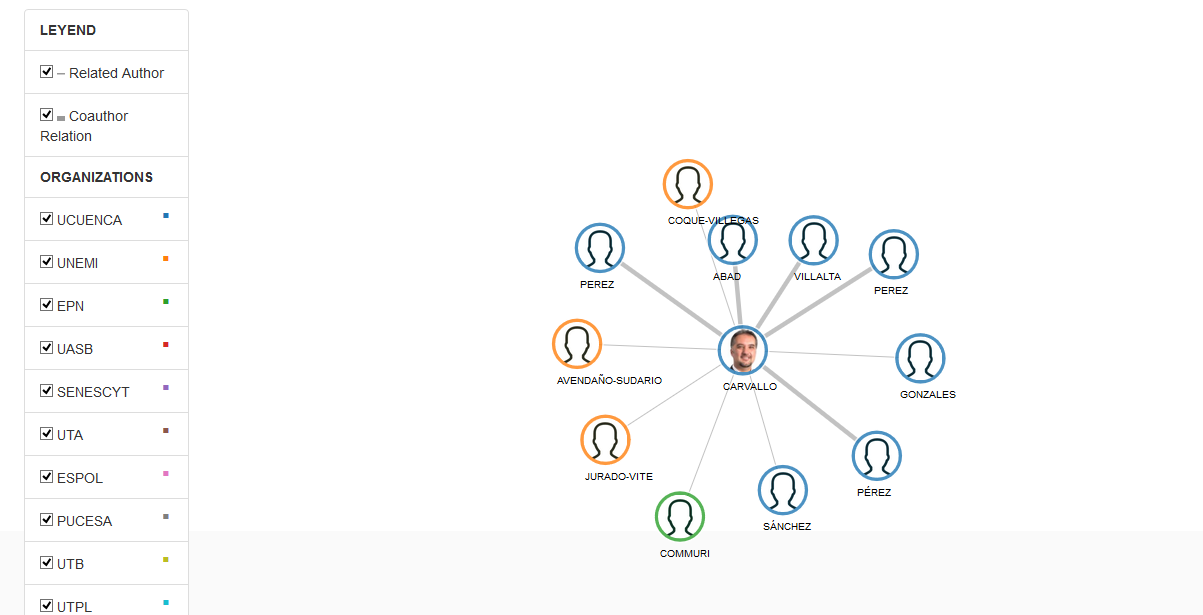 LEYEND
– Related Author
Coauthor
Relation
ORGANIZATIONS
UCUENCA
UNEMI
EPN
UASB
SENESCYT
UTA
ESPOL
PUCESA
UTB
UTPL
COQUE-VILLEGAS
PEREZ
ABAD
VILLALTA
PEREZ
AVENDAÑO-SUDARIO
CARVALLO
GONZALES
JURADO-VITE
PÉREZ
SÁNCHEZ
COMMURI